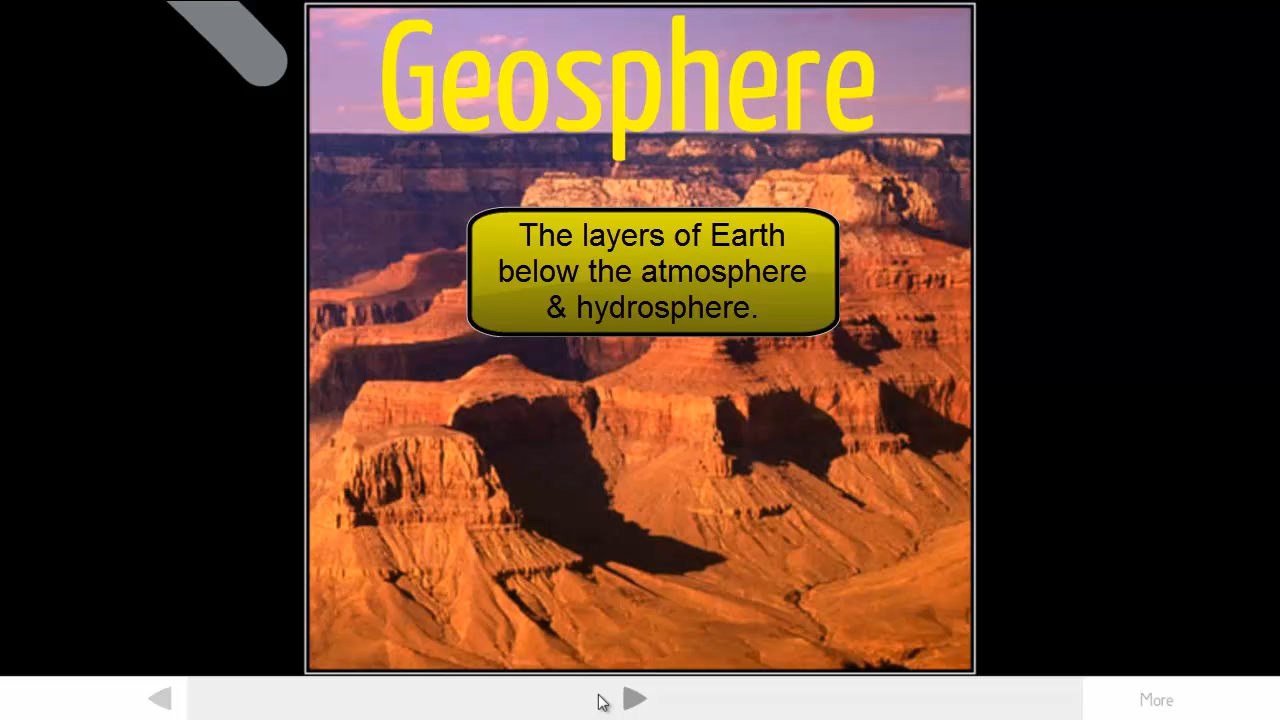 Geosphere
The layers of Earth
below the atmosphere
& hydrosphere.
More